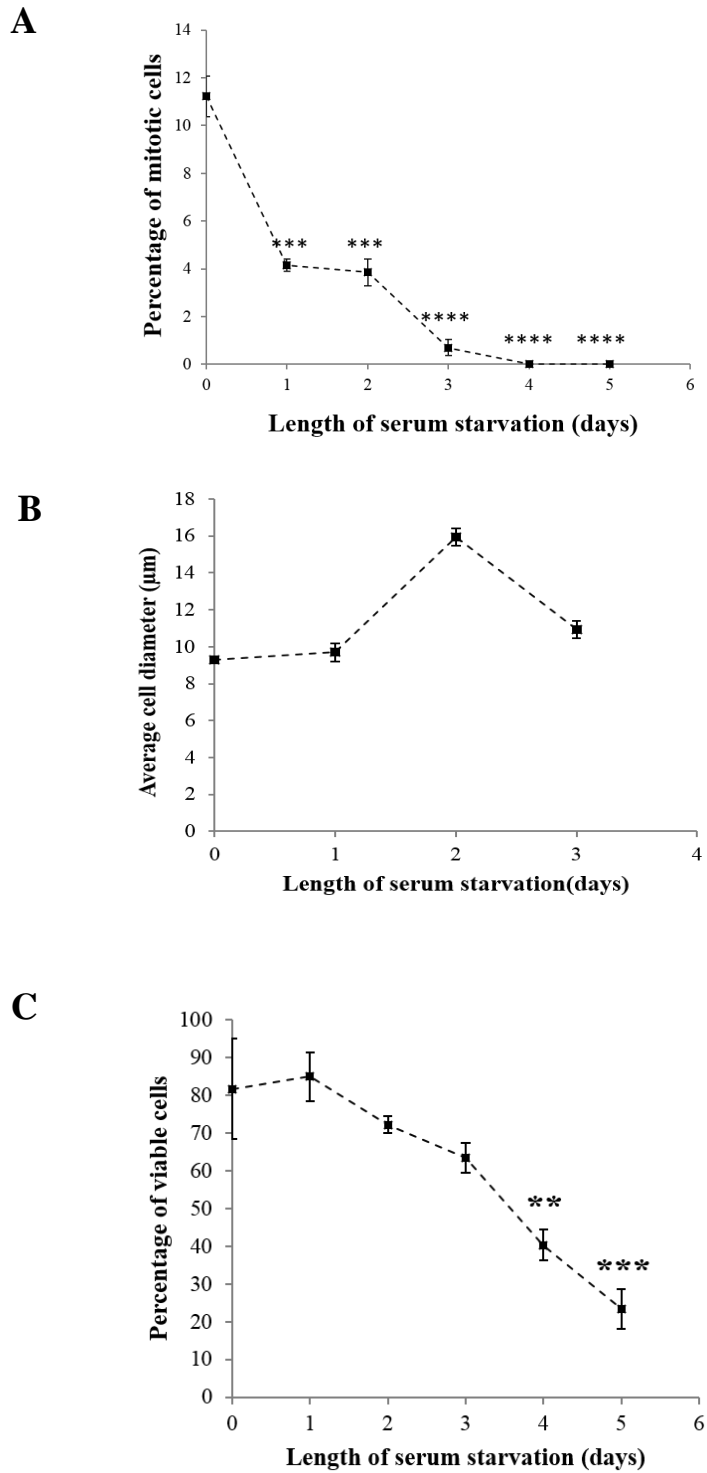 A
Percentage of mitotic cells
14
12
10
8
6
4
2
0
*** ***
**** **** ****
0 1 2 3 4 5 6
Length of serum starvation (days)
B
Average cell diameter (µm)
18
16
14
12
10
8
6
4
2
0
0 1 2 3 4
Length of serum starvation(days)
C
Percentage of viable cells
100
90
80
70
60
50
40
30
20
10
0
**
***
0 1 2 3 4 5 6
Length of serum starvation (days)